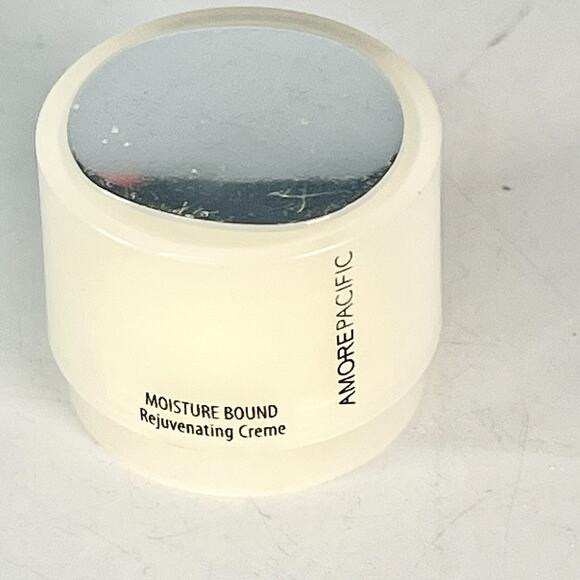 AMOREPACIFIC
MOISTURE BOUND
Rejuvenating Creme